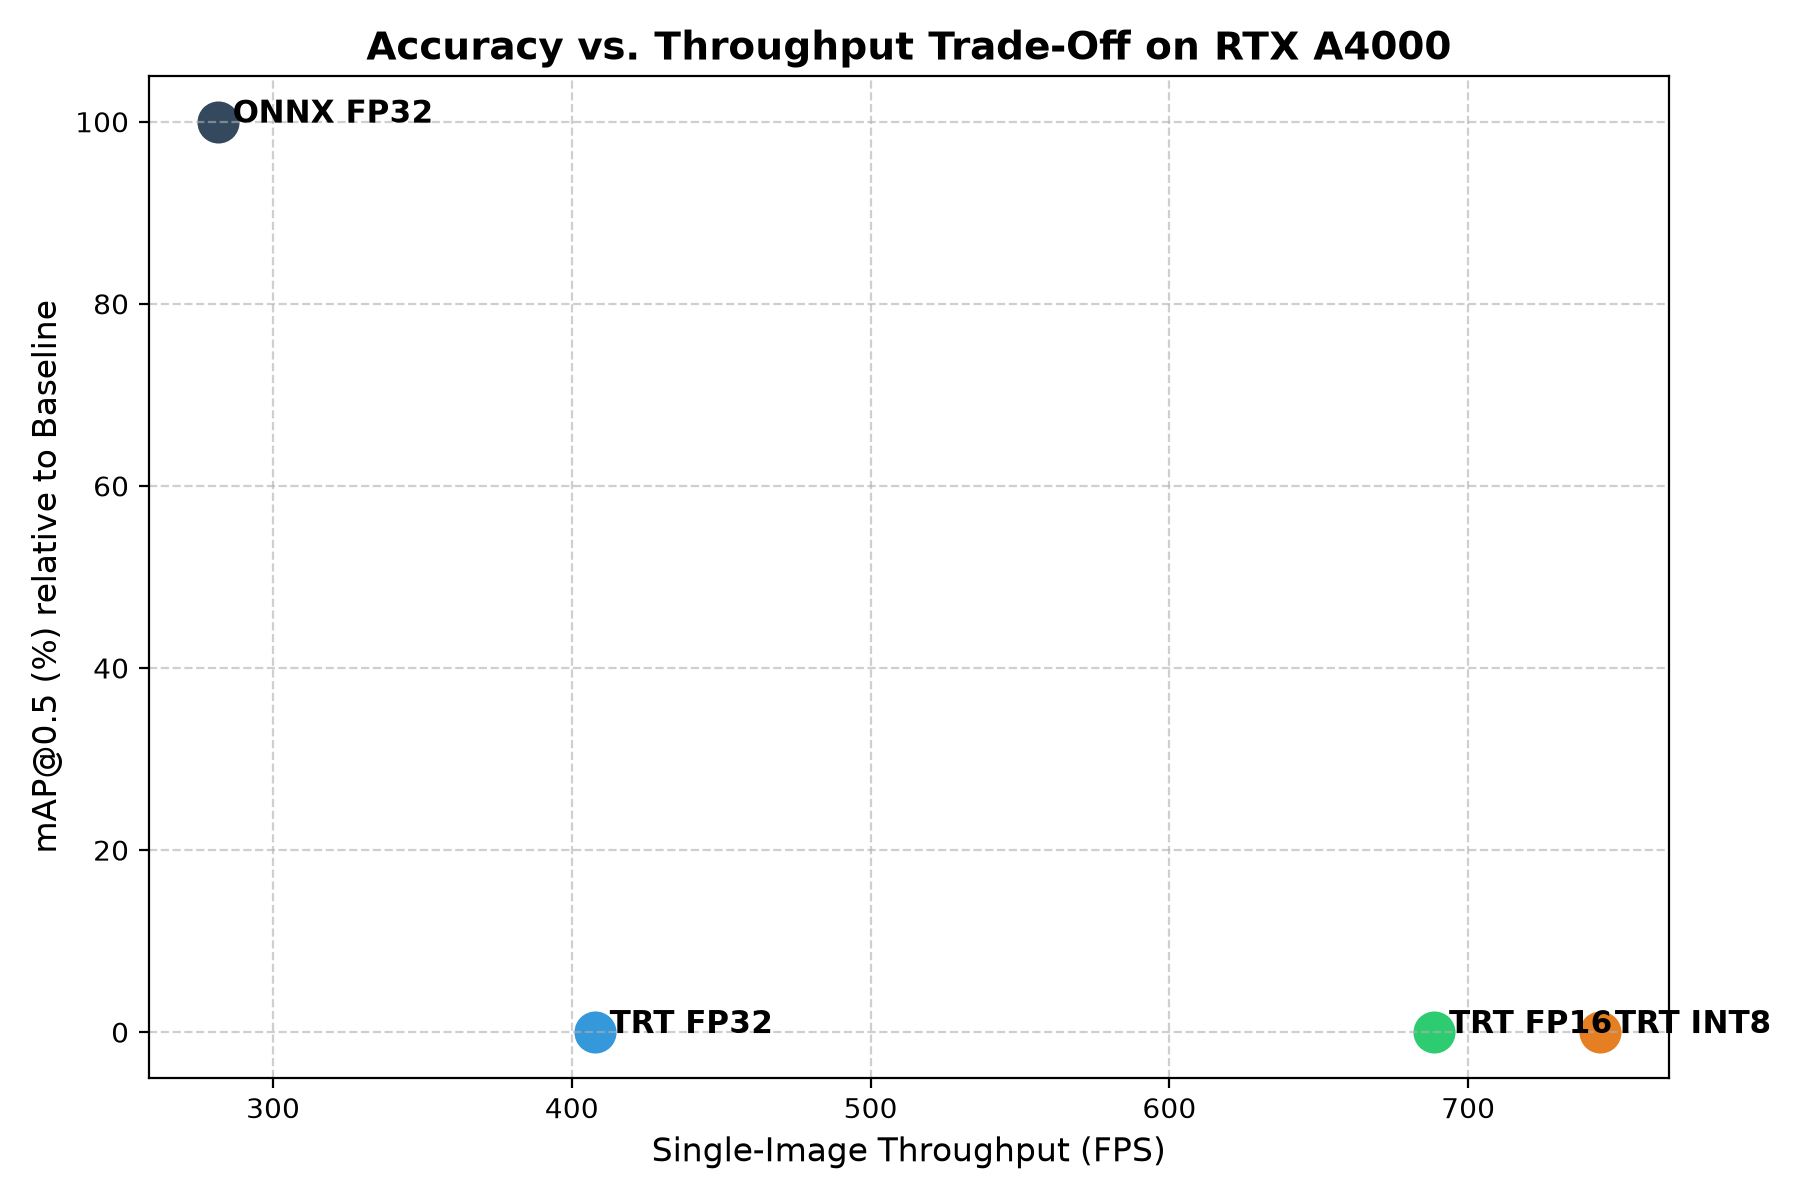 Accuracy vs. Throughput Trade-Off on RTX A4000
mAP@0.5 (%) relative to Baseline
100
80
60
40
20
0
ONNX FP32
TRT FP32
TRT FP16
TRT INT8
300
400
500
600
700
Single-Image Throughput (FPS)